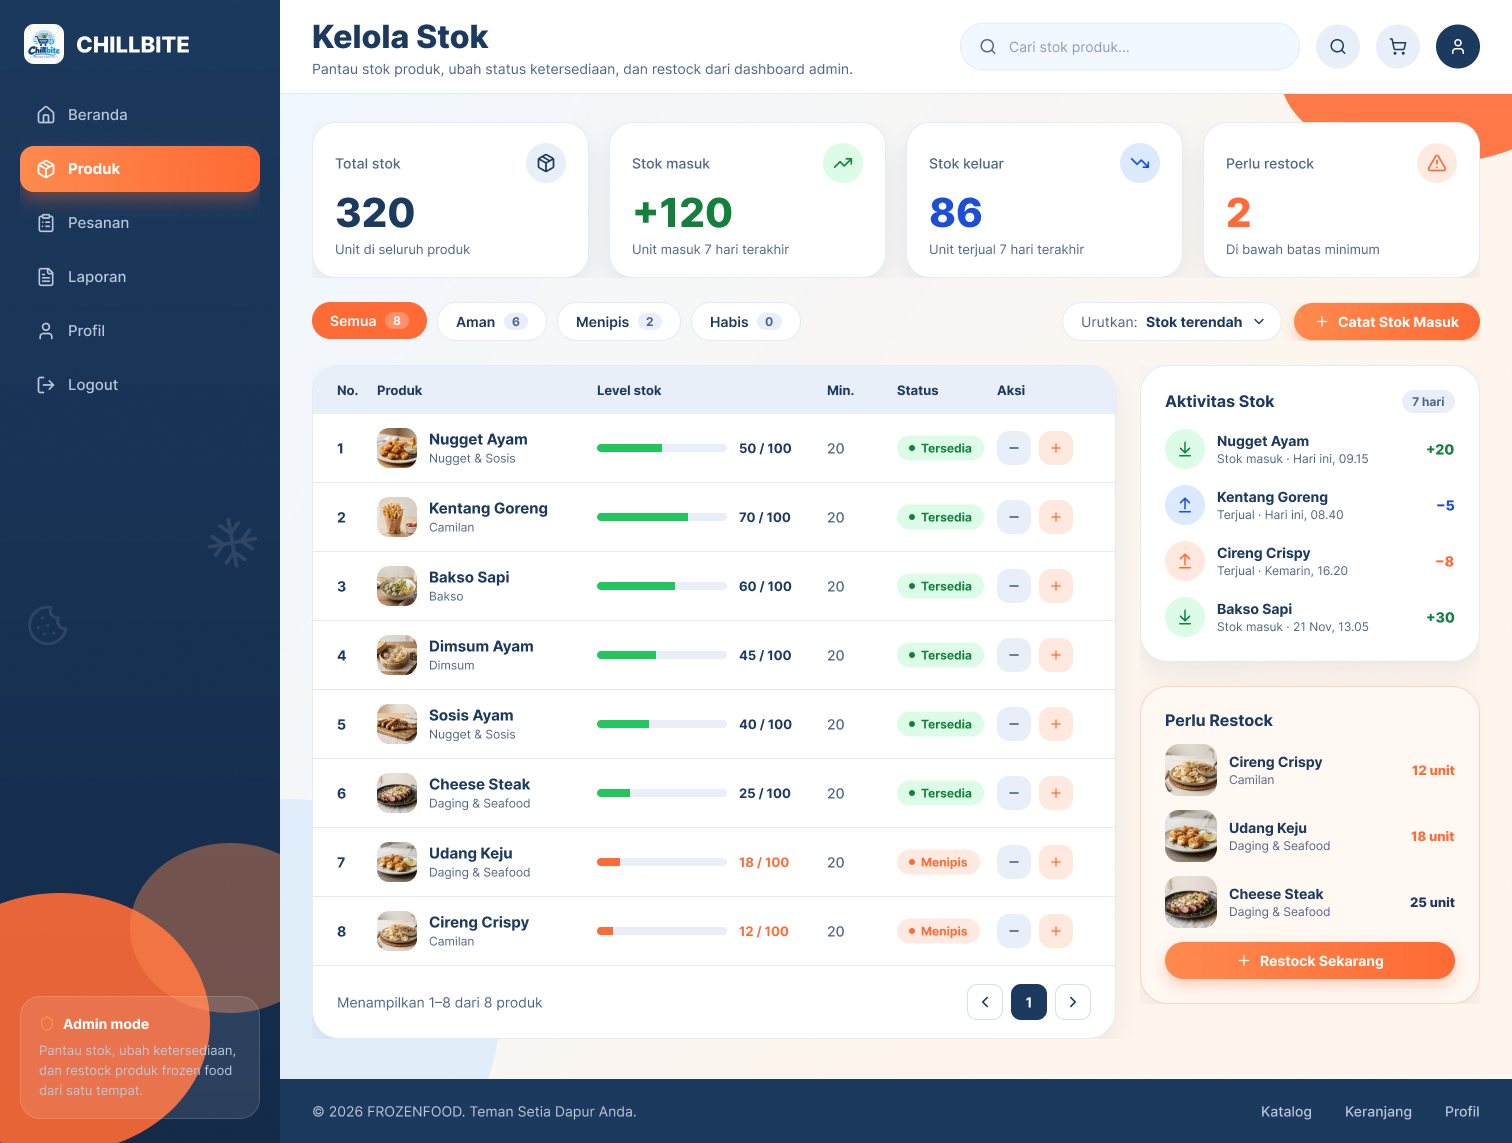 Chillbite
CHILLBITE
Beranda
Produk
Pesanan
Laporan
Profil
Logout
Admin mode
Pantau stok, ubah ketersediaan,
dan restock produk frozen food
dari satu tempat.
Kelola Stok
Pantau stok produk, ubah status ketersediaan, dan restock dari dashboard admin.
Cari stok produk...
Total stok
320
Unit di seluruh produk
Stok masuk
+120
Unit masuk 7 hari terakhir
Stok keluar
86
Unit terjual 7 hari terakhir
Perlu restock
2
Di bawah batas minimum
Semua 8
Aman 6
Menipis 2
Habis 0
Urutkan: Stok terendah
+ Catat Stok Masuk
No. Produk Level stok Min. Status Aksi
1 Nugget Ayam 50 / 100 20 • Tersedia − +
Nugget & Sosis
2 Kentang Goreng 70 / 100 20 • Tersedia − +
Camilan
3 Bakso Sapi 60 / 100 20 • Tersedia − +
Bakso
4 Dimsum Ayam 45 / 100 20 • Tersedia − +
Dimsum
5 Sosis Ayam 40 / 100 20 • Tersedia − +
Nugget & Sosis
6 Cheese Steak 25 / 100 20 • Tersedia − +
Daging & Seafood
7 Udang Keju 18 / 100 20 • Menipis − +
Daging & Seafood
8 Cireng Crispy 12 / 100 20 • Menipis − +
Camilan
Menampilkan 1–8 dari 8 produk
1
Aktivitas Stok 7 hari
Nugget Ayam +20
Stok masuk · Hari ini, 09.15
Kentang Goreng −5
Terjual · Hari ini, 08.40
Cireng Crispy −8
Terjual · Kemarin, 16.20
Bakso Sapi +30
Stok masuk · 21 Nov, 13.05
Perlu Restock
Cireng Crispy 12 unit
Camilan
Udang Keju 18 unit
Daging & Seafood
Cheese Steak 25 unit
Daging & Seafood
+ Restock Sekarang
© 2026 FROZENFOOD. Teman Setia Dapur Anda.
Katalog Keranjang Profil